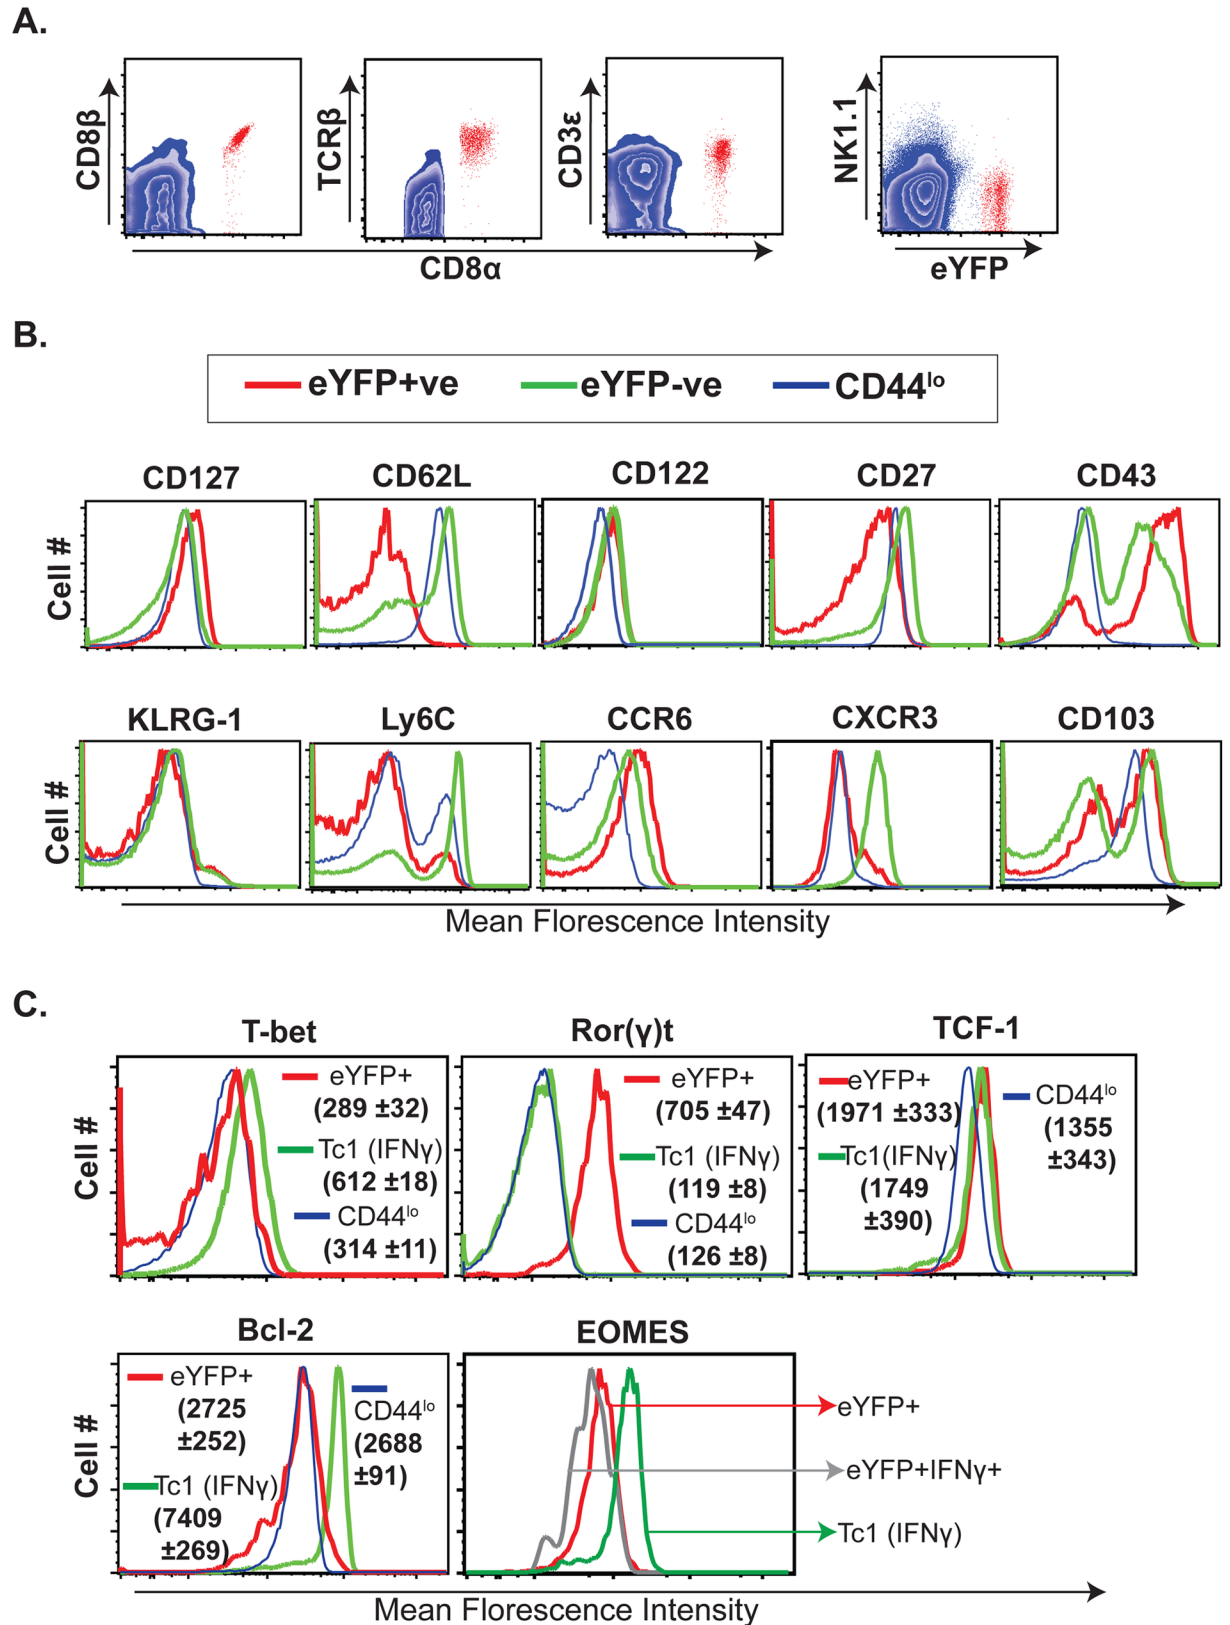 A.
CD8β
TCRβ
CD3ε
NK1.1
CD8α
eYFP
B.
eYFP+ve eYFP-ve CD44lo
CD127 CD62L CD122 CD27 CD43
Cell #
KLRG-1 Ly6C CCR6 CXCR3 CD103
Cell #
Mean Florescence Intensity
C.
T-bet Ror(γ)t TCF-1
Cell #
eYFP+
(289 ±32)
Tc1 (IFNγ)
(612 ±18)
CD44lo
(314 ±11)
eYFP+
(705 ±47)
Tc1 (IFNγ)
(119 ±8)
CD44lo
(126 ±8)
eYFP+
(1971 ±333)
Tc1(IFNγ)
(1749
±390)
CD44lo
(1355
±343)
Bcl-2 EOMES
Cell #
eYFP+
(2725
±252)
Tc1 (IFNγ)
(7409
±269)
CD44lo
(2688
±91)
eYFP+
eYFP+IFNγ+
Tc1 (IFNγ)
Mean Florescence Intensity